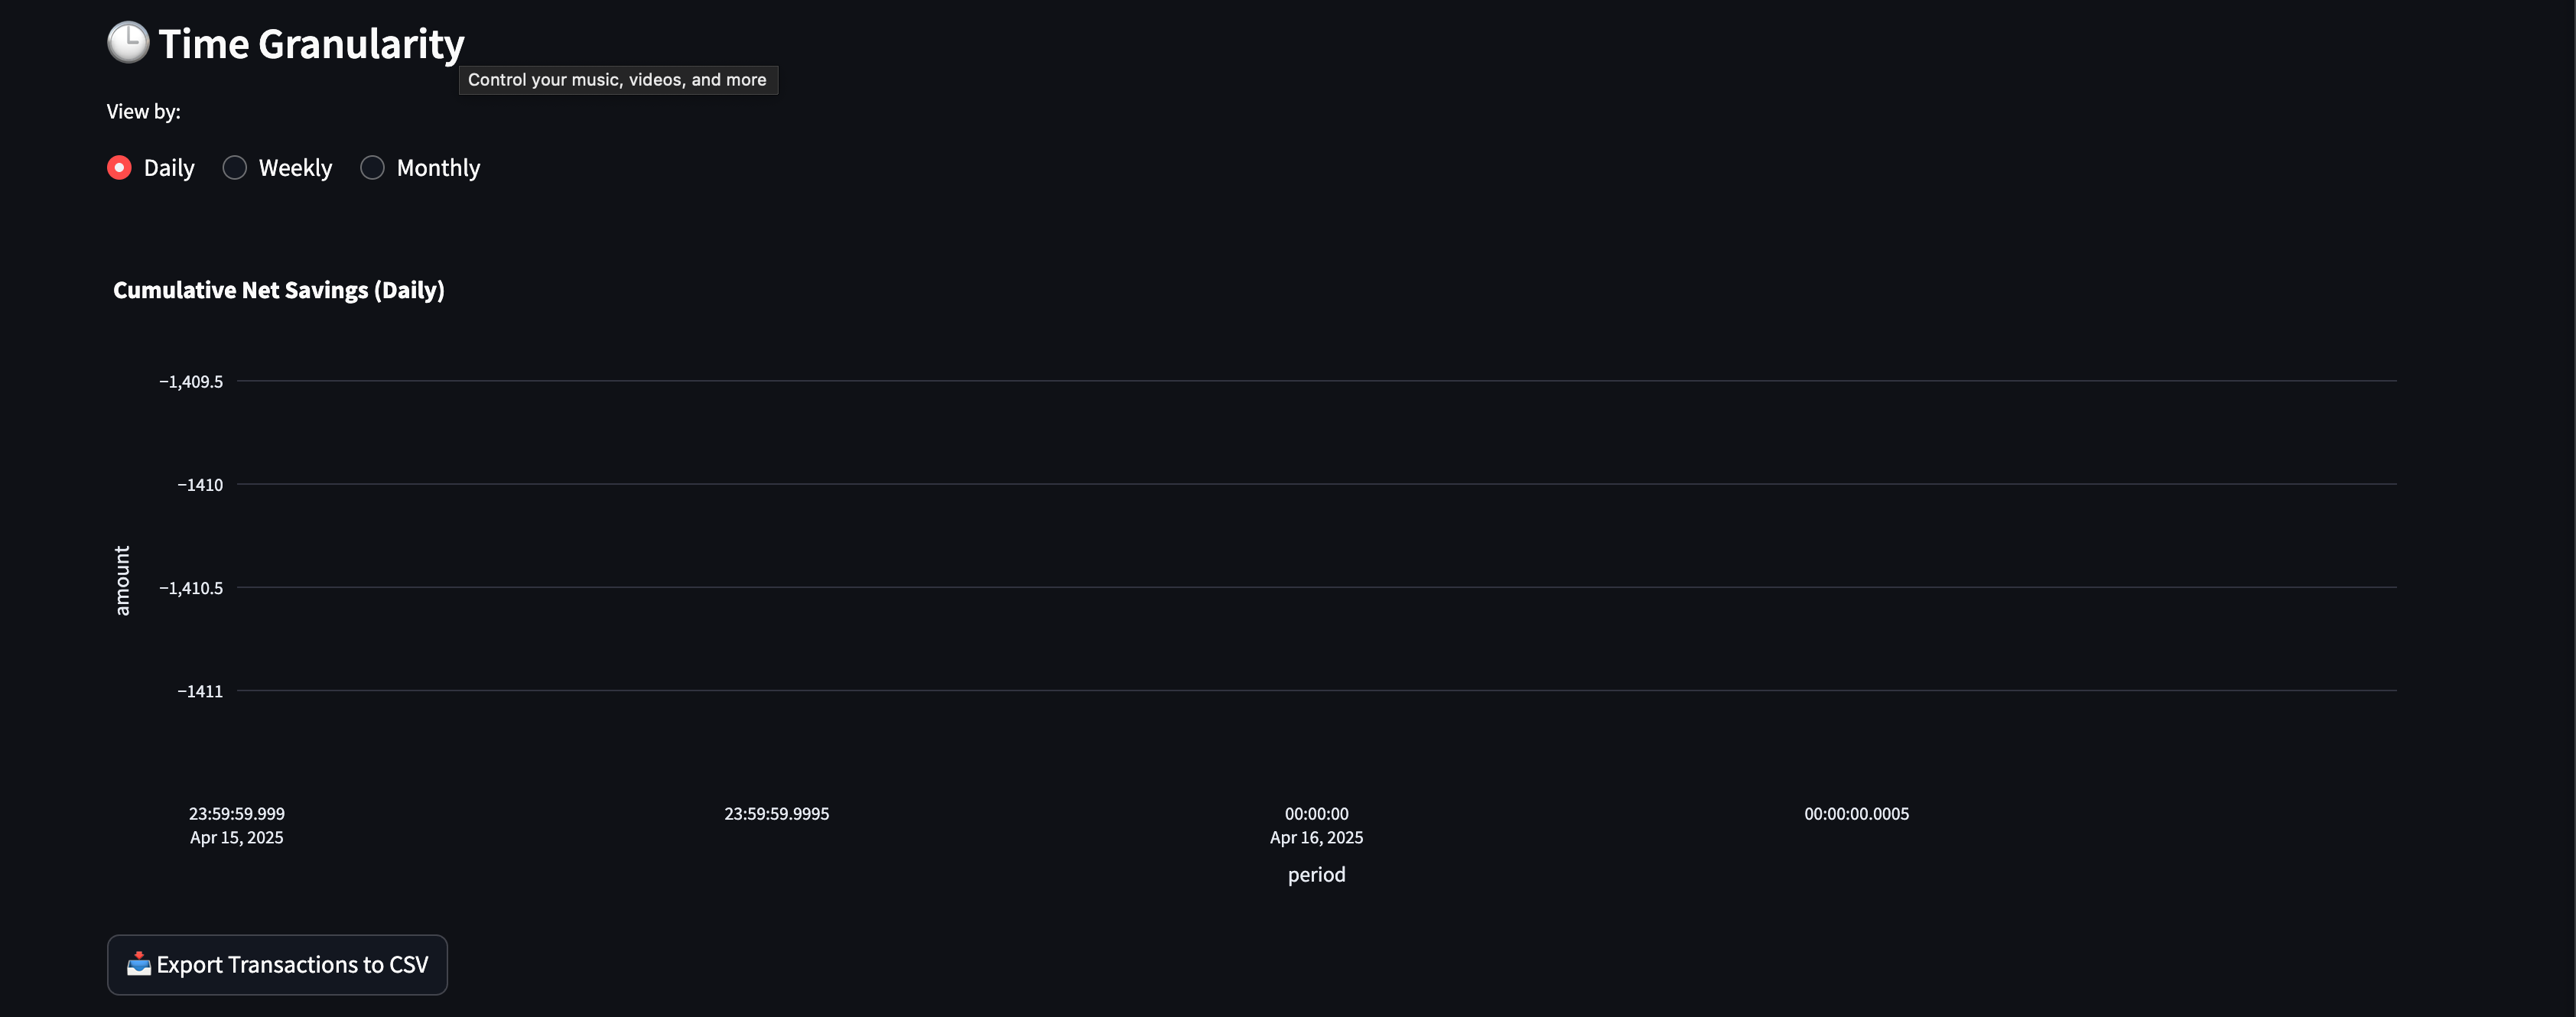 🕒 Time Granularity
Control your music, videos, and more
View by:
Daily Weekly Monthly
Cumulative Net Savings (Daily)
−1,409.5
−1410
−1,410.5
−1411
amount
23:59:59.999 23:59:59.9995 00:00:00 00:00:00.0005
Apr 15, 2025 Apr 16, 2025
period
📥 Export Transactions to CSV